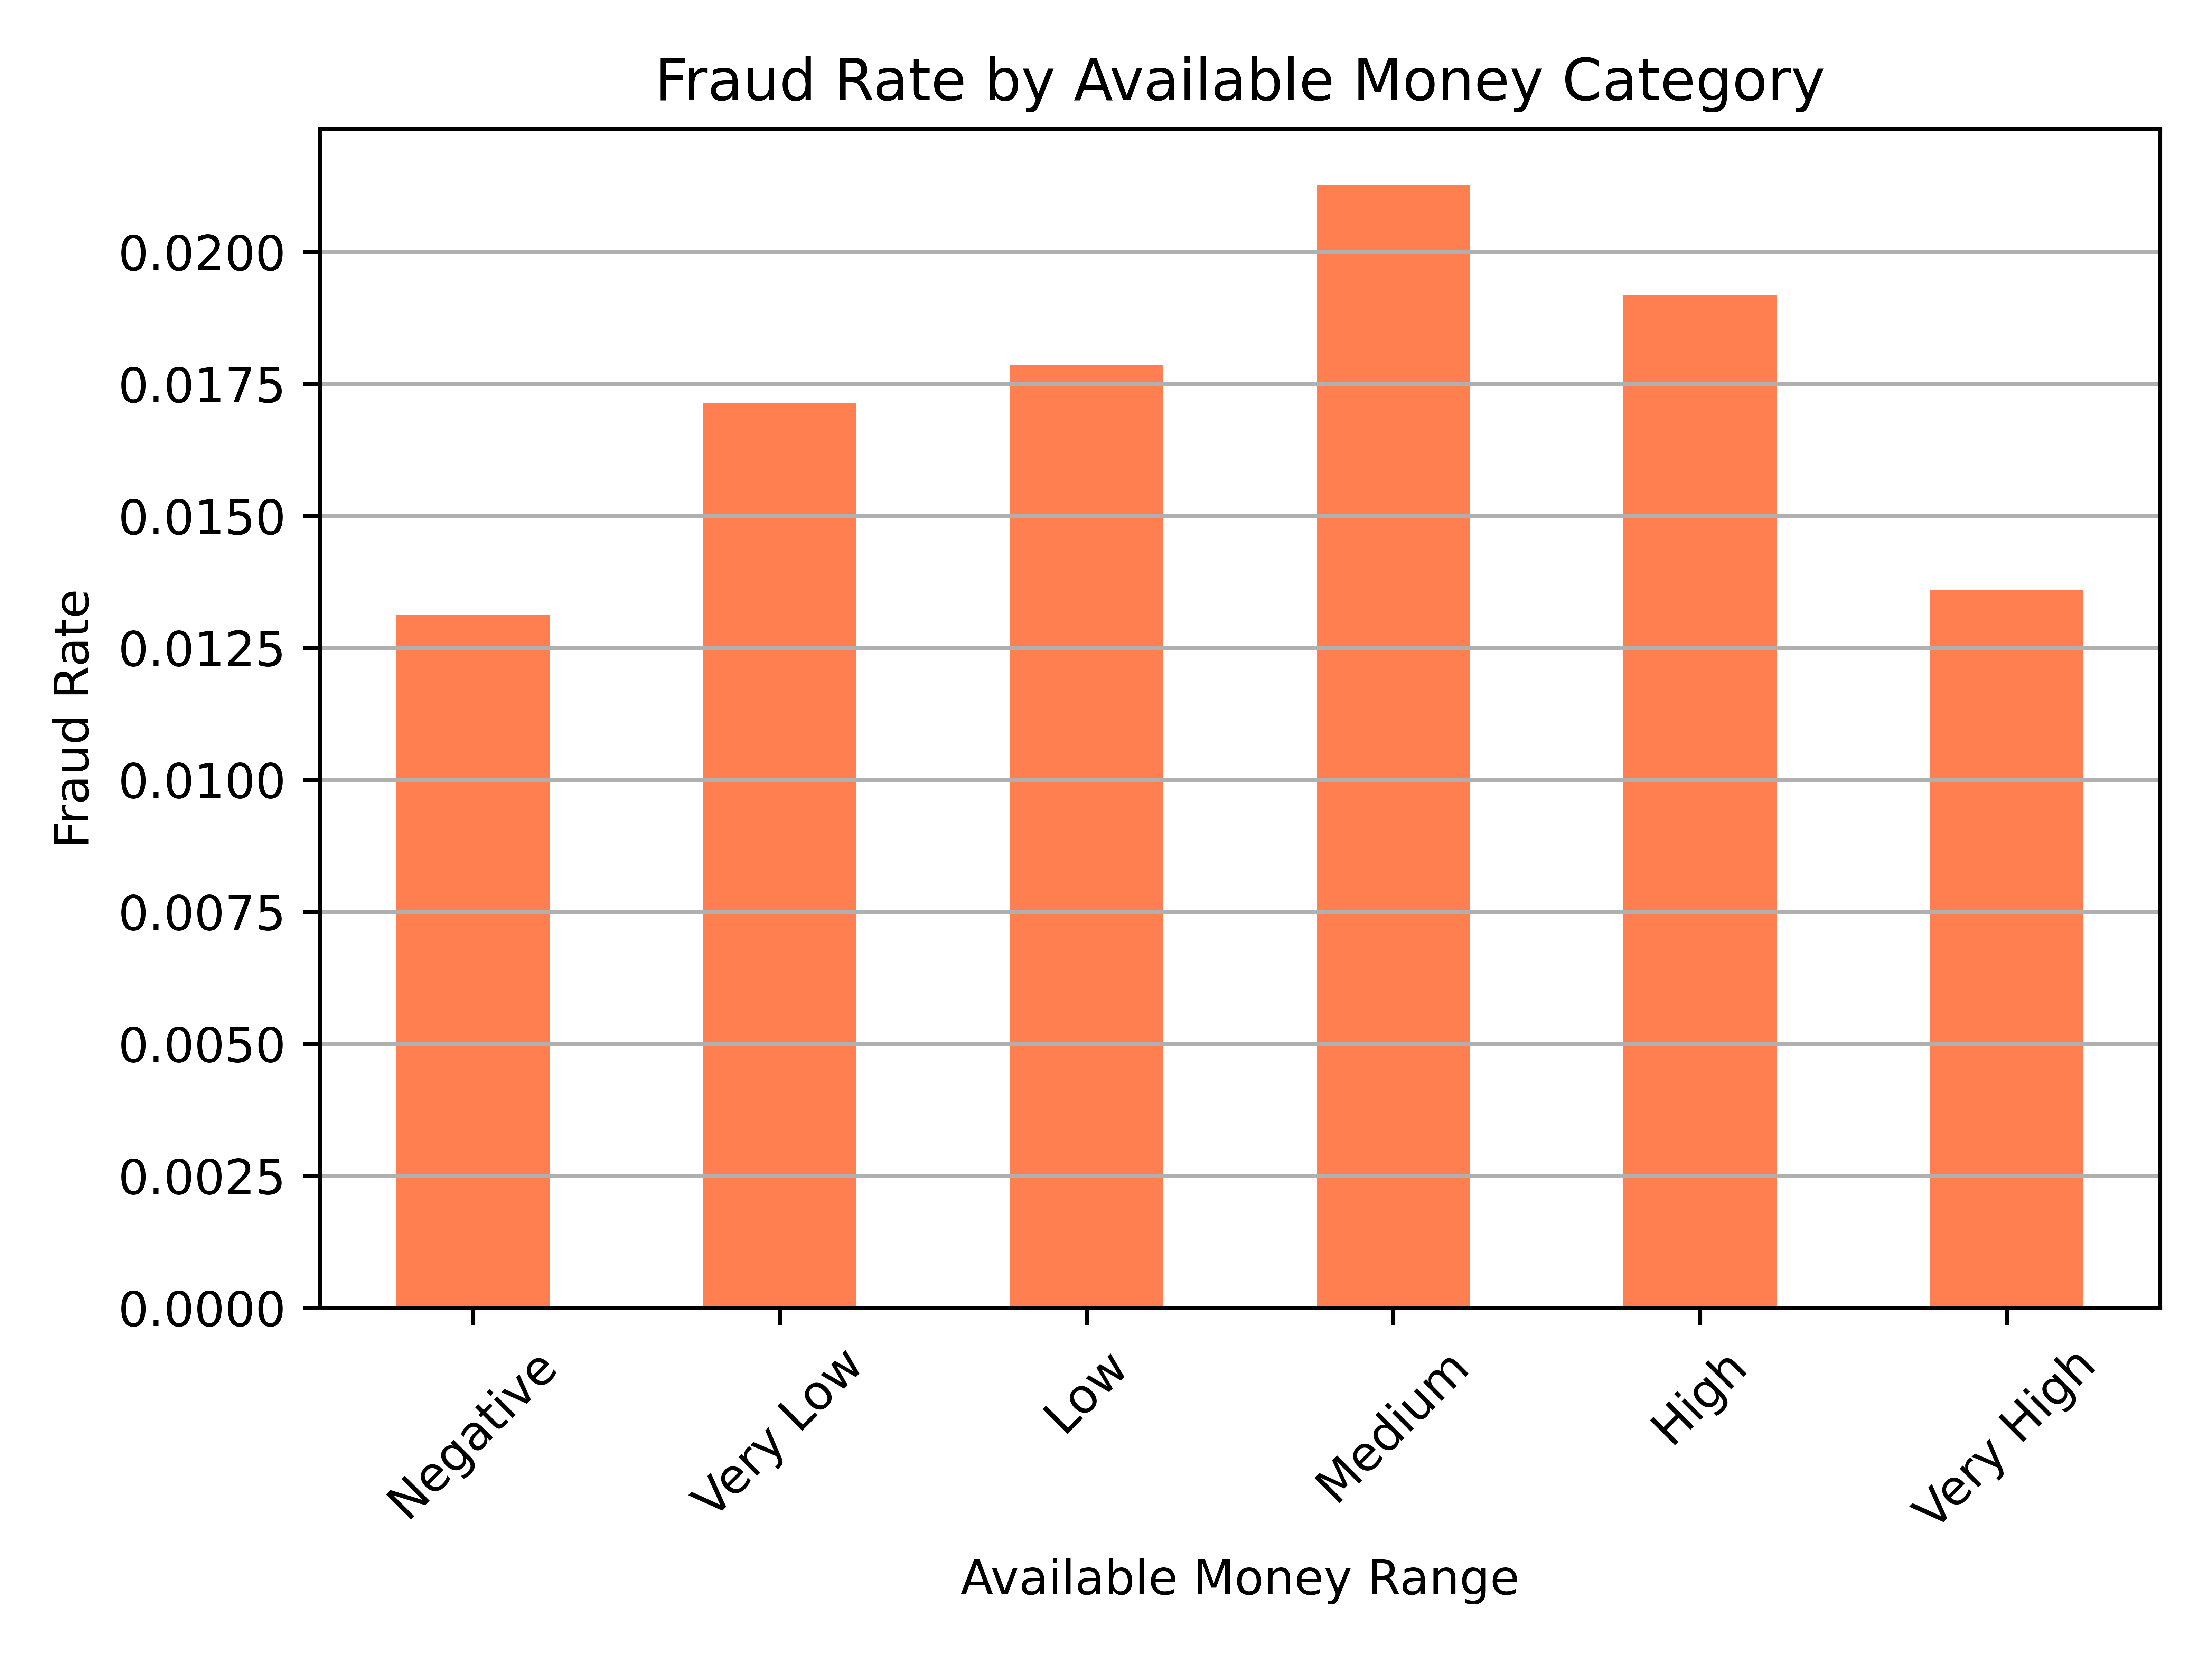 Fraud Rate by Available Money Category
Fraud Rate
0.0200
0.0175
0.0150
0.0125
0.0100
0.0075
0.0050
0.0025
0.0000
Negative
Very Low
Low
Medium
High
Very High
Available Money Range